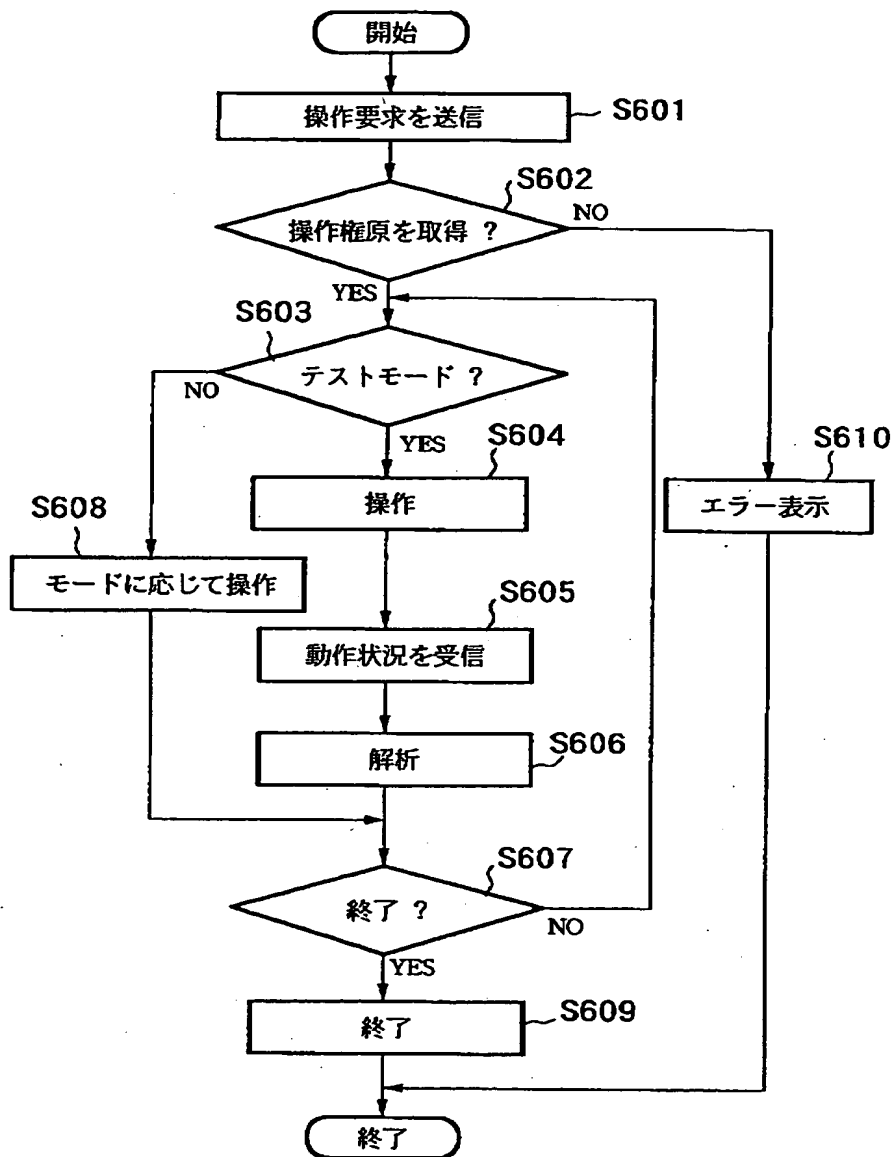 開始
操作要求を送信
S601
S602
操作権原を取得 ?
NO
YES
S603
テストモード ?
NO
YES
S604
操作
S610
エラー表示
S608
モードに応じて操作
S605
動作状況を受信
解析
S606
S607
終了 ?
NO
YES
終了
S609
終了